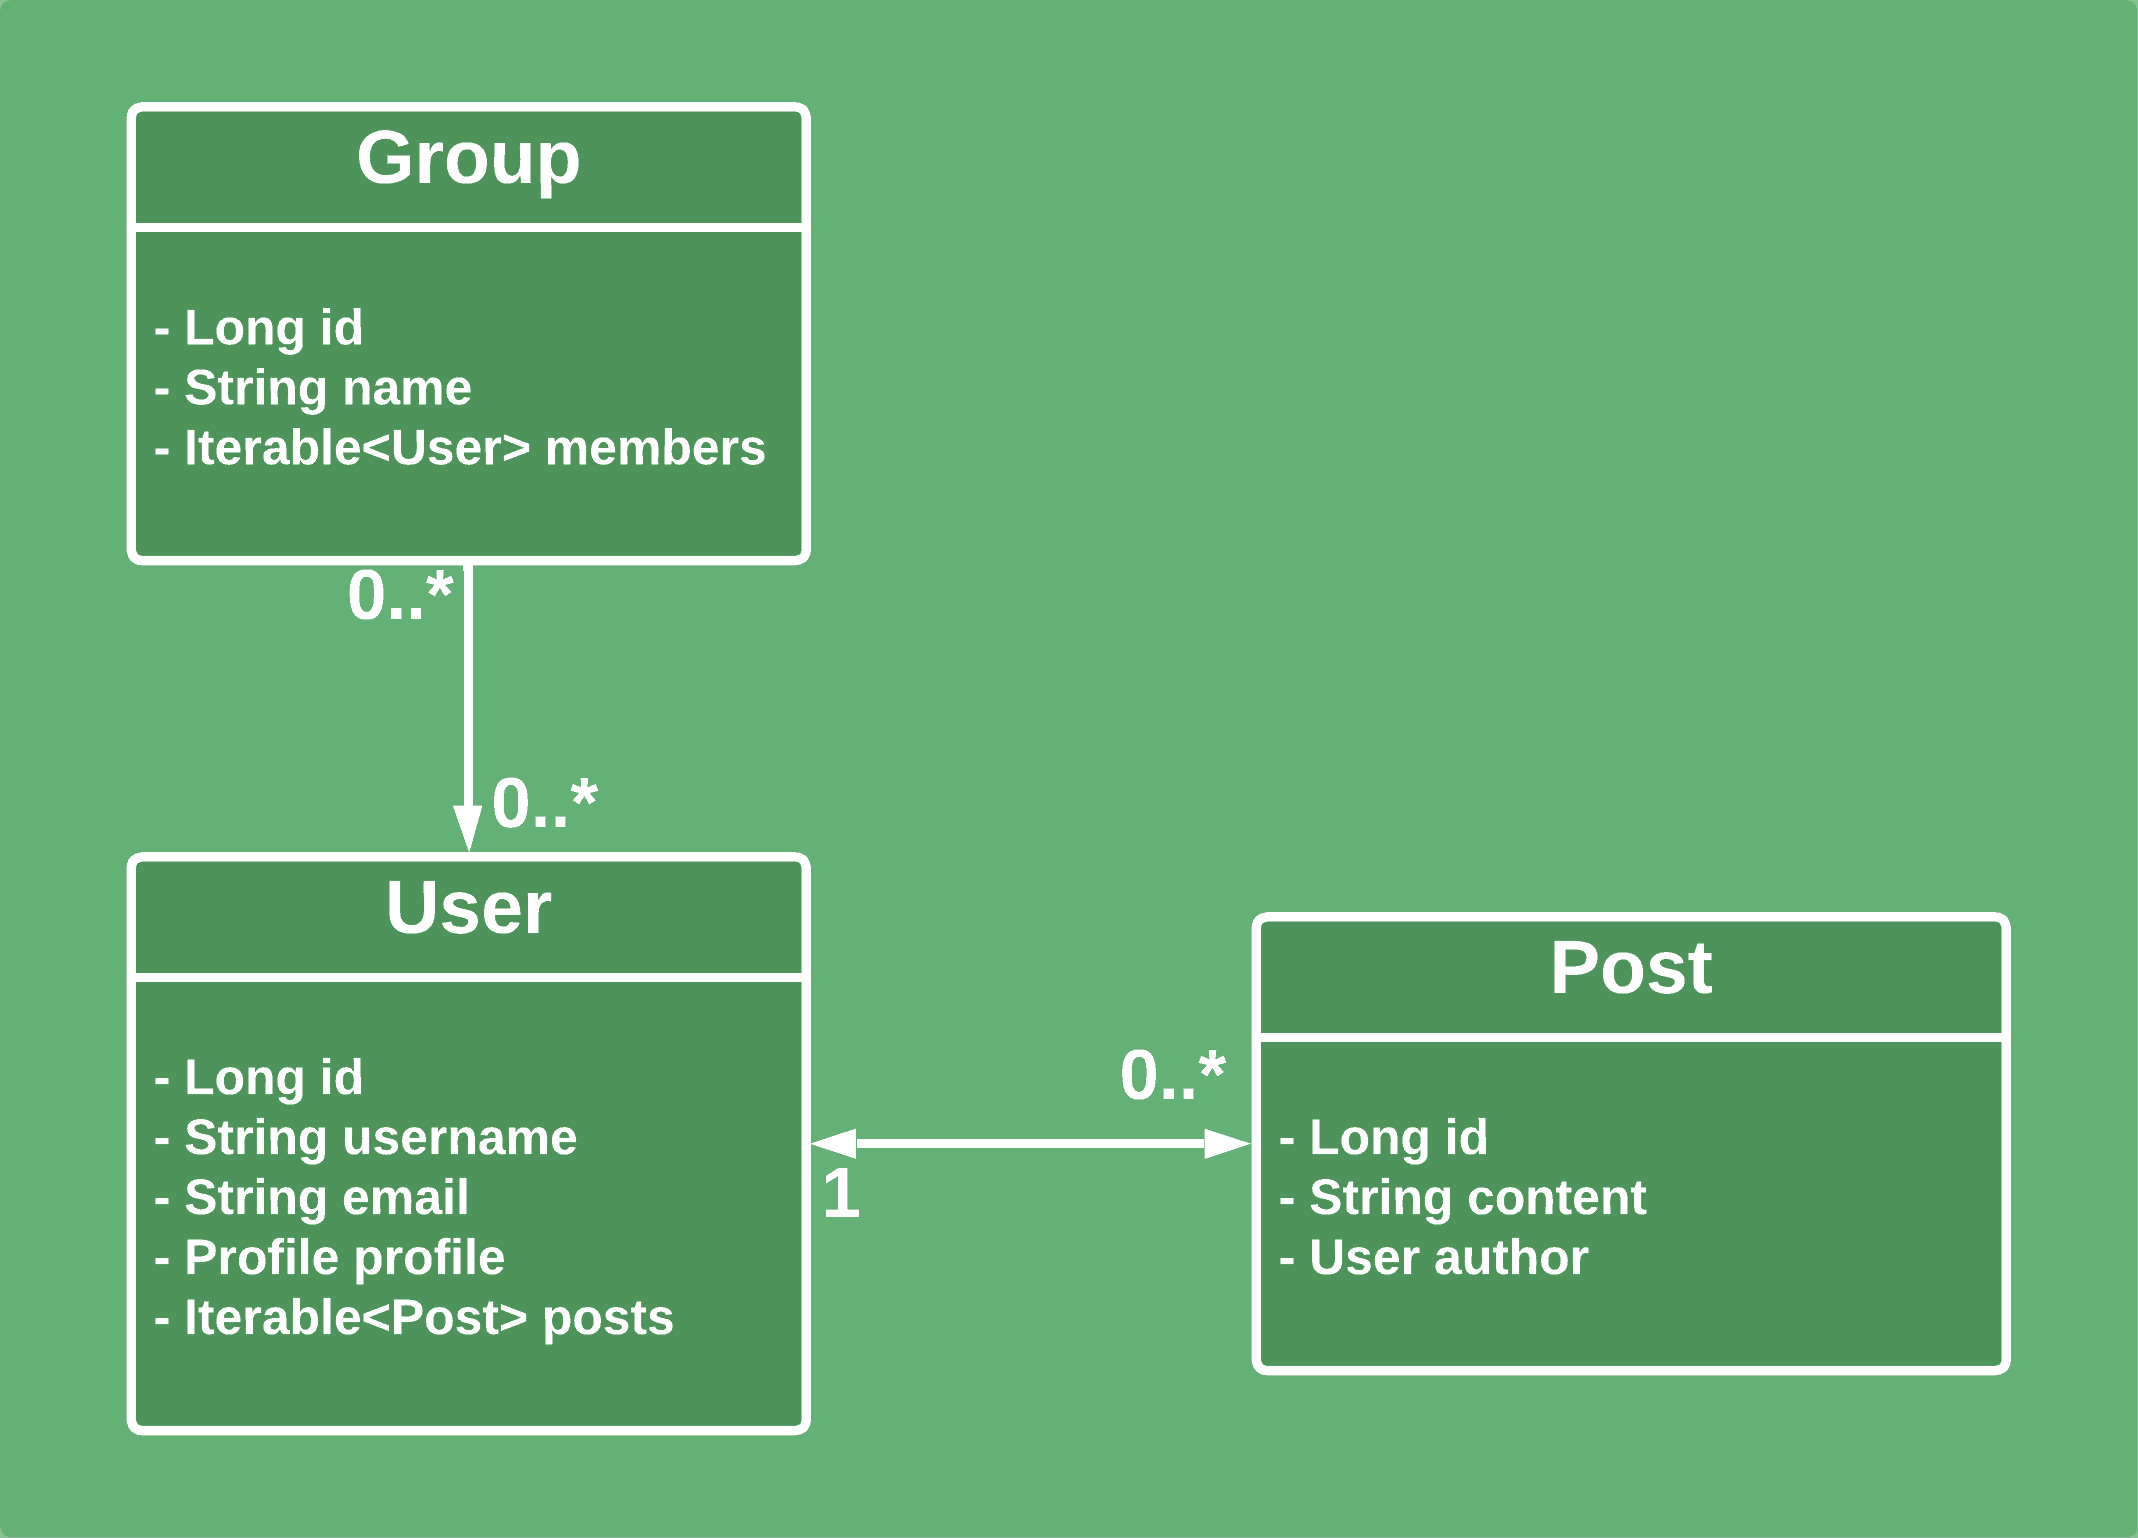 Group
- Long id
- String name
- Iterable<User> members
0..*
0..*
User
- Long id
- String username
- String email
- Profile profile
- Iterable<Post> posts
1
0..*
Post
- Long id
- String content
- User author